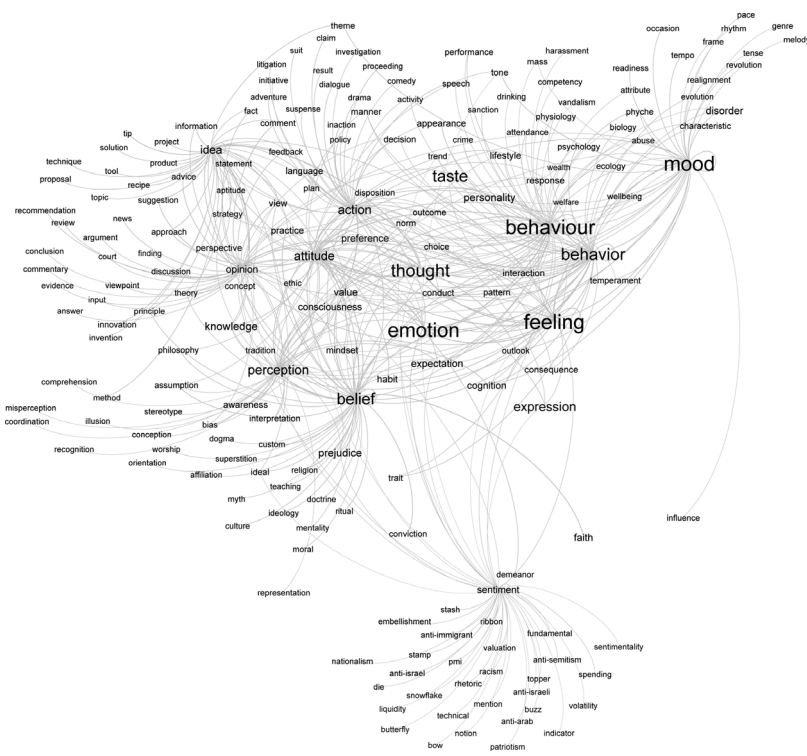 pace
theme
occasion
rhythm
genre
claim
frame
melody
suit
investigation
performance
harassment
tense
litigation
result
proceeding
mass
tempo
revolution
initiative
dialogue
comedy
speech
tone
competency
readiness
realignment
adventure
suspense
drama
activity
drinking
attribute
evolution
fact
manner
sanction
vandalism
physiology
phyche
disorder
information
comment
inaction
appearance
biology
characteristic
tip
project
policy
decision
crime
attendance
abuse
solution
idea
feedback
psychology
technique
product
statement
language
trend
lifestyle
wealth
ecology
mood
tool
advice
taste
response
proposal
recipe
aptitude
plan
disposition
personality
welfare
wellbeing
topic
suggestion
recommendation
strategy
view
action
outcome
review
news
norm
behaviour
argument
approach
practice
preference
conclusion
court
finding
perspective
choice
attitude
behavior
commentary
discussion
opinion
thought
interaction
evidence
viewpoint
concept
ethic
temperament
input
theory
value
conduct
pattern
answer
principle
consciousness
innovation
knowledge
emotion
feeling
invention
philosophy
tradition
mindset
outlook
perception
expectation
consequence
comprehension
assumption
habit
cognition
method
belief
misperception
stereotype
awareness
expression
coordination
illusion
bias
interpretation
conception
dogma
custom
recognition
worship
prejudice
orientation
superstition
affiliation
ideal
religion
trait
teaching
myth
doctrine
culture
ideology
ritual
influence
mentality
conviction
faith
moral
demeanor
representation
sentiment
stash
embellishment
ribbon
anti-immigrant
fundamental
stamp
valuation
sentimentality
nationalism
pmi
anti-semitism
anti-israel
racism
topper
spending
die
rhetoric
snowflake
anti-israeli
liquidity
mention
buzz
volatility
technical
anti-arab
butterfly
notion
indicator
bow
patriotism